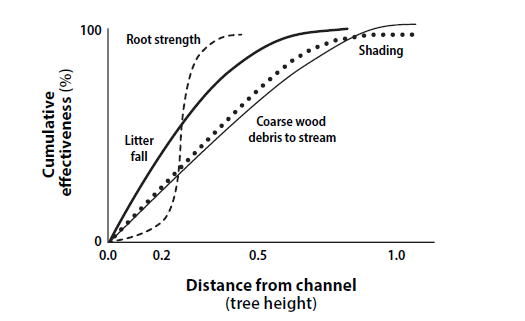 Cumulative
effectiveness (%)
100
0
Root strength
Shading
Litter
fall
Coarse wood
debris to stream
0.0
0.2
0.5
1.0
Distance from channel
(tree height)